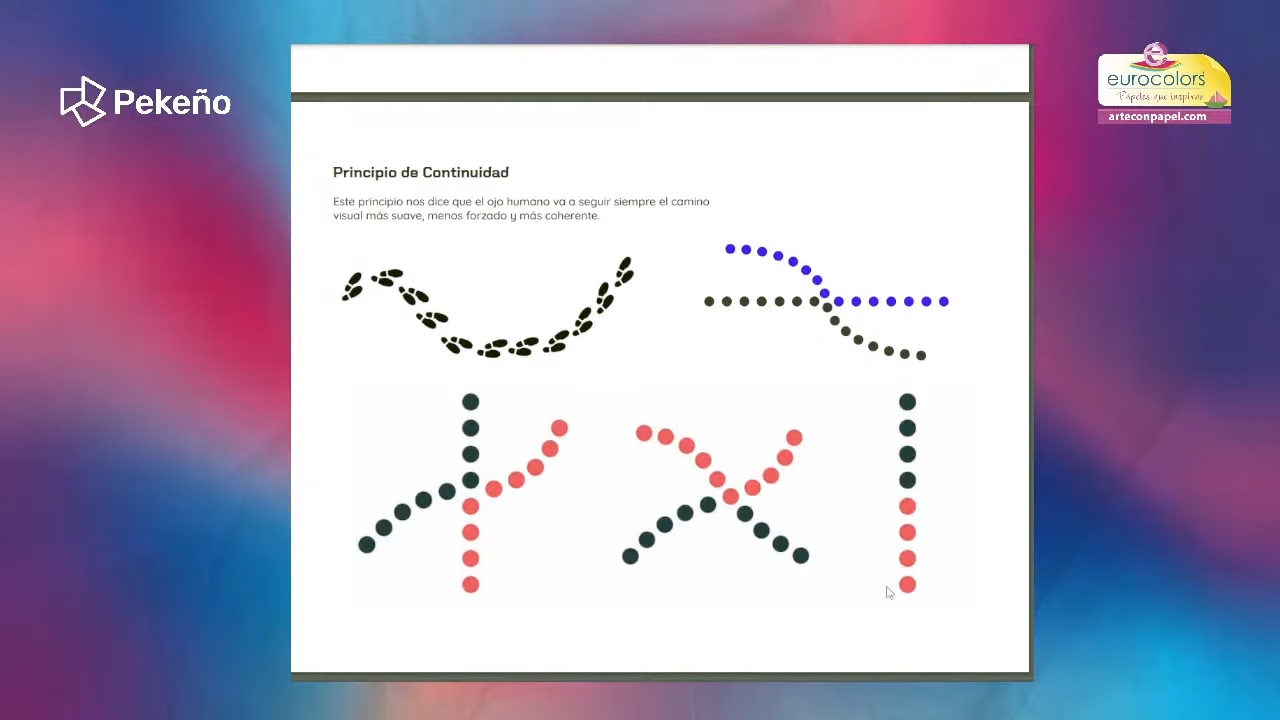 Pekeño
eurocolors
Papeles que inspiran
arteconpapel.com
Principio de Continuidad
Este principio nos dice que el ojo humano va a seguir siempre el camino
visual más suave, menos forzado y más coherente.